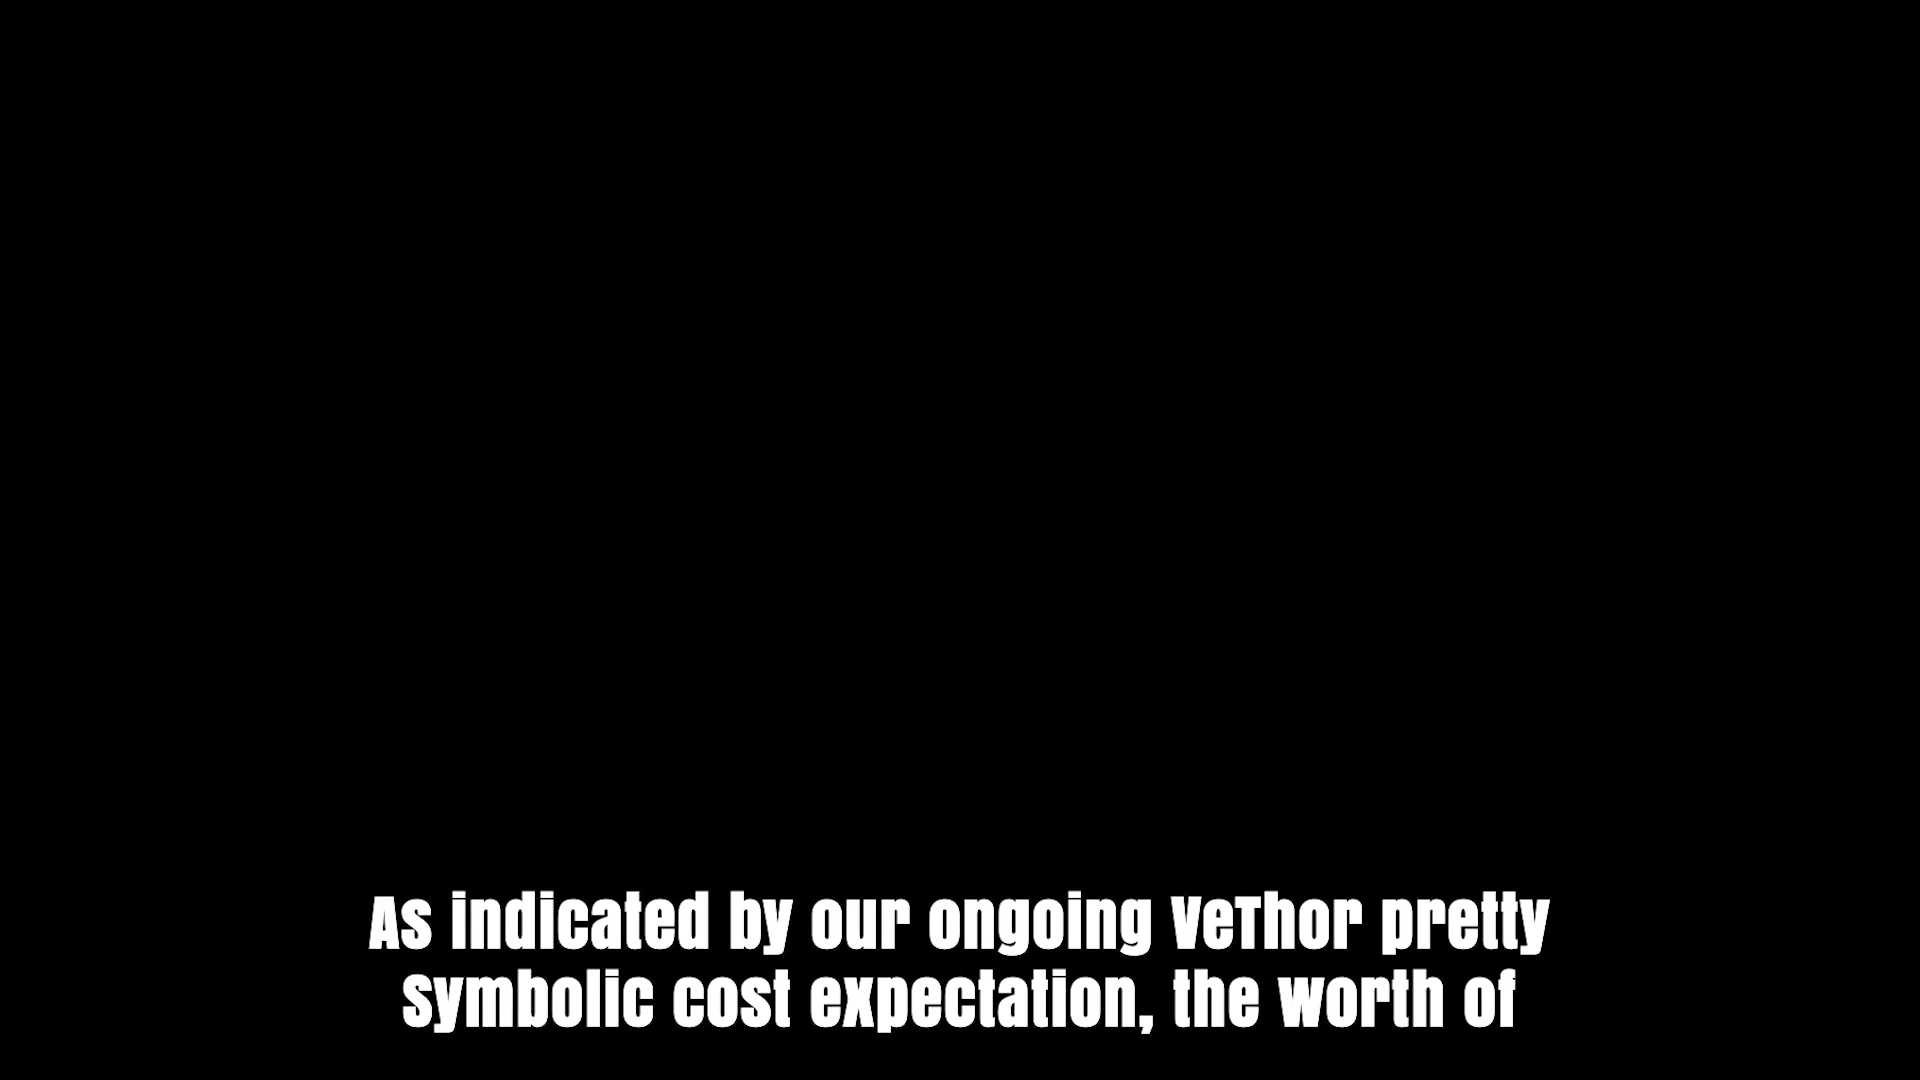 As indicated by our ongoing VeThor pretty
Symbolic cost expectation, the worth of